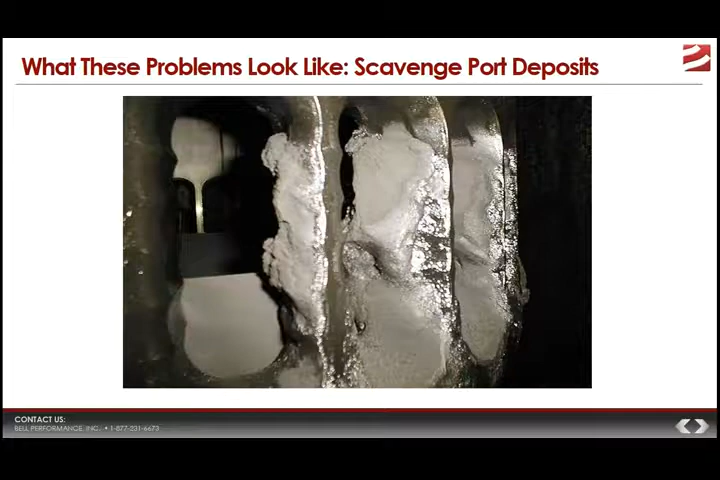 What These Problems Look Like: Scavenge Port Deposits
CONTACT US:
BELL PERFORMANCE, INC. • 1-877-231-6673